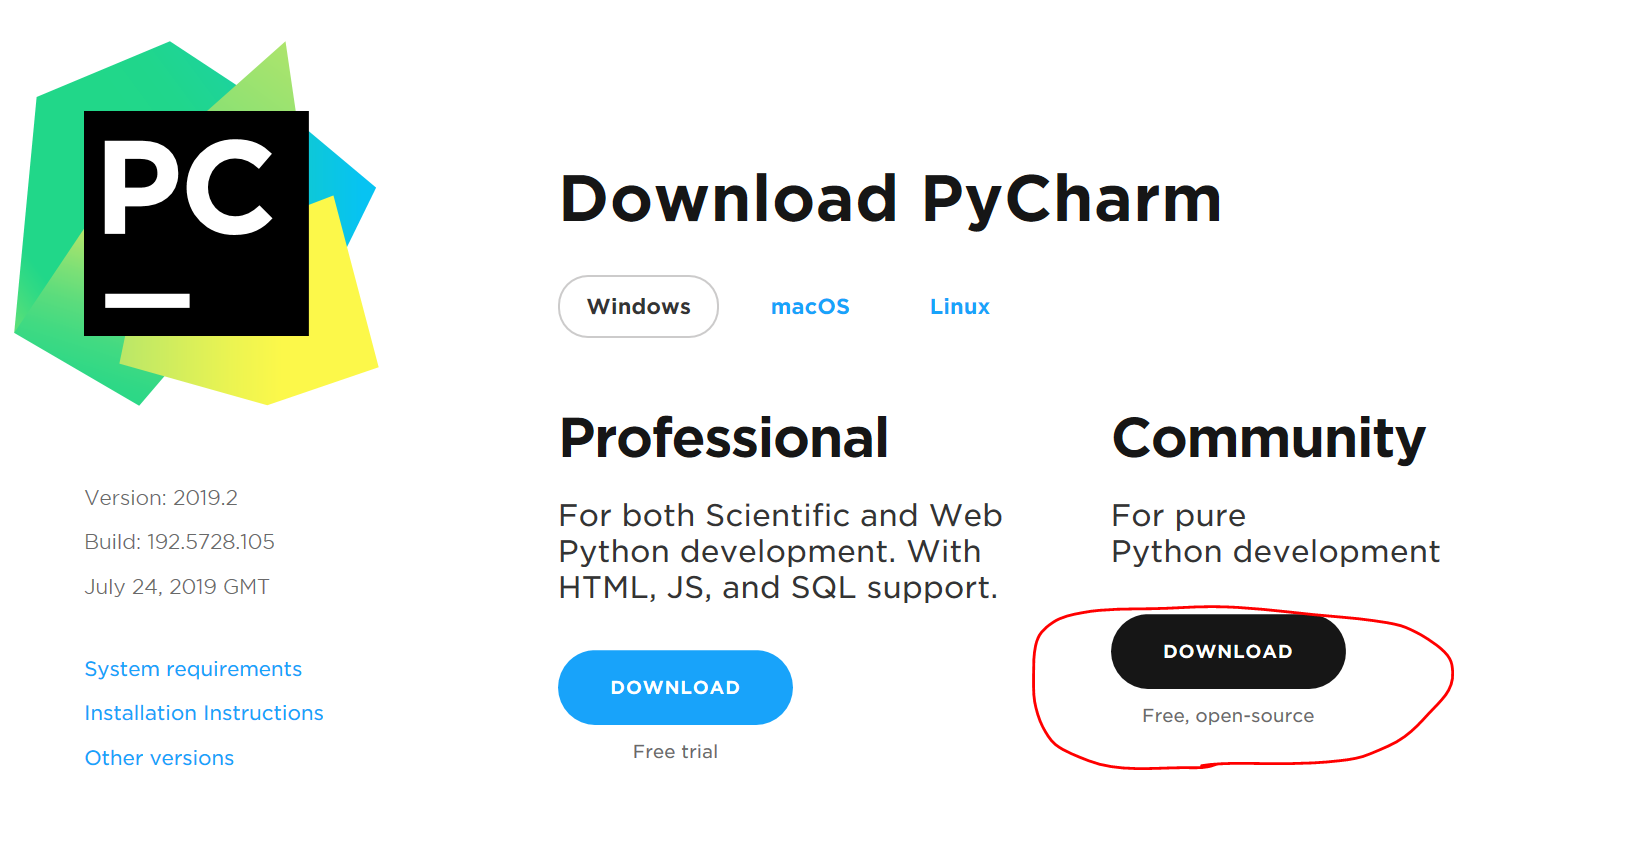 PC
Download PyCharm
Windows macOS Linux
Professional
For both Scientific and Web
Python development. With
HTML, JS, and SQL support.
DOWNLOAD
Free trial
Community
For pure
Python development
DOWNLOAD
Free, open-source
Version: 2019.2
Build: 192.5728.105
July 24, 2019 GMT
System requirements
Installation Instructions
Other versions